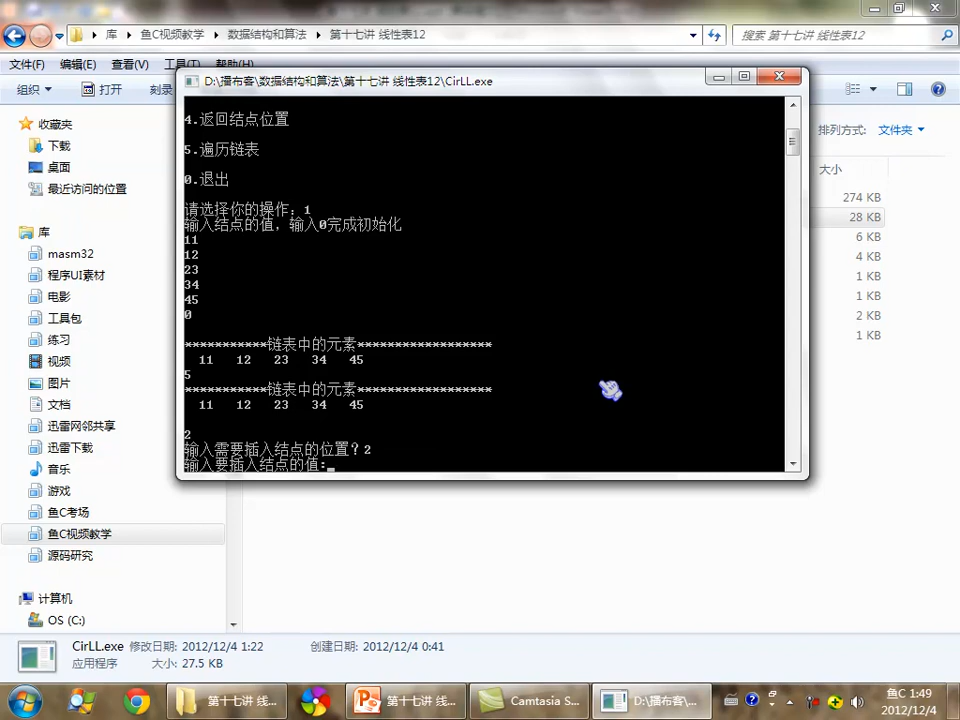 库 鱼C视频教学 数据结构和算法 第十七讲 线性表12
搜索 第十七讲 线性表12
文件(F) 编辑(E) 查看(V) 工具(T) 帮助(H)
组织 打开 刻录
排列方式: 文件夹
D:\播布客\数据结构和算法\第十七讲 线性表12\CirLL.exe
4.返回结点位置
5.遍历链表
0.退出
请选择你的操作: 1
输入结点的值，输入0完成初始化
11
12
23
34
45
0
***********链表中的元素******************
11 12 23 34 45
5
***********链表中的元素******************
11 12 23 34 45
2
输入需要插入结点的位置？2
输入要插入结点的值:_
收藏夹
下载
桌面
最近访问的位置
库
masm32
程序UI素材
电影
工具包
练习
视频
图片
文档
迅雷网邻共享
迅雷下载
音乐
游戏
鱼C考场
鱼C视频教学
源码研究
计算机
OS (C:)
大小
274 KB
28 KB
6 KB
4 KB
1 KB
1 KB
2 KB
1 KB
CirLL.exe 修改日期: 2012/12/4 1:22 创建日期: 2012/12/4 0:41
应用程序 大小: 27.5 KB
第十七讲 线... 第十七讲 线... Camtasia S... D:\播布客\...
鱼C 1:49
2012/12/4